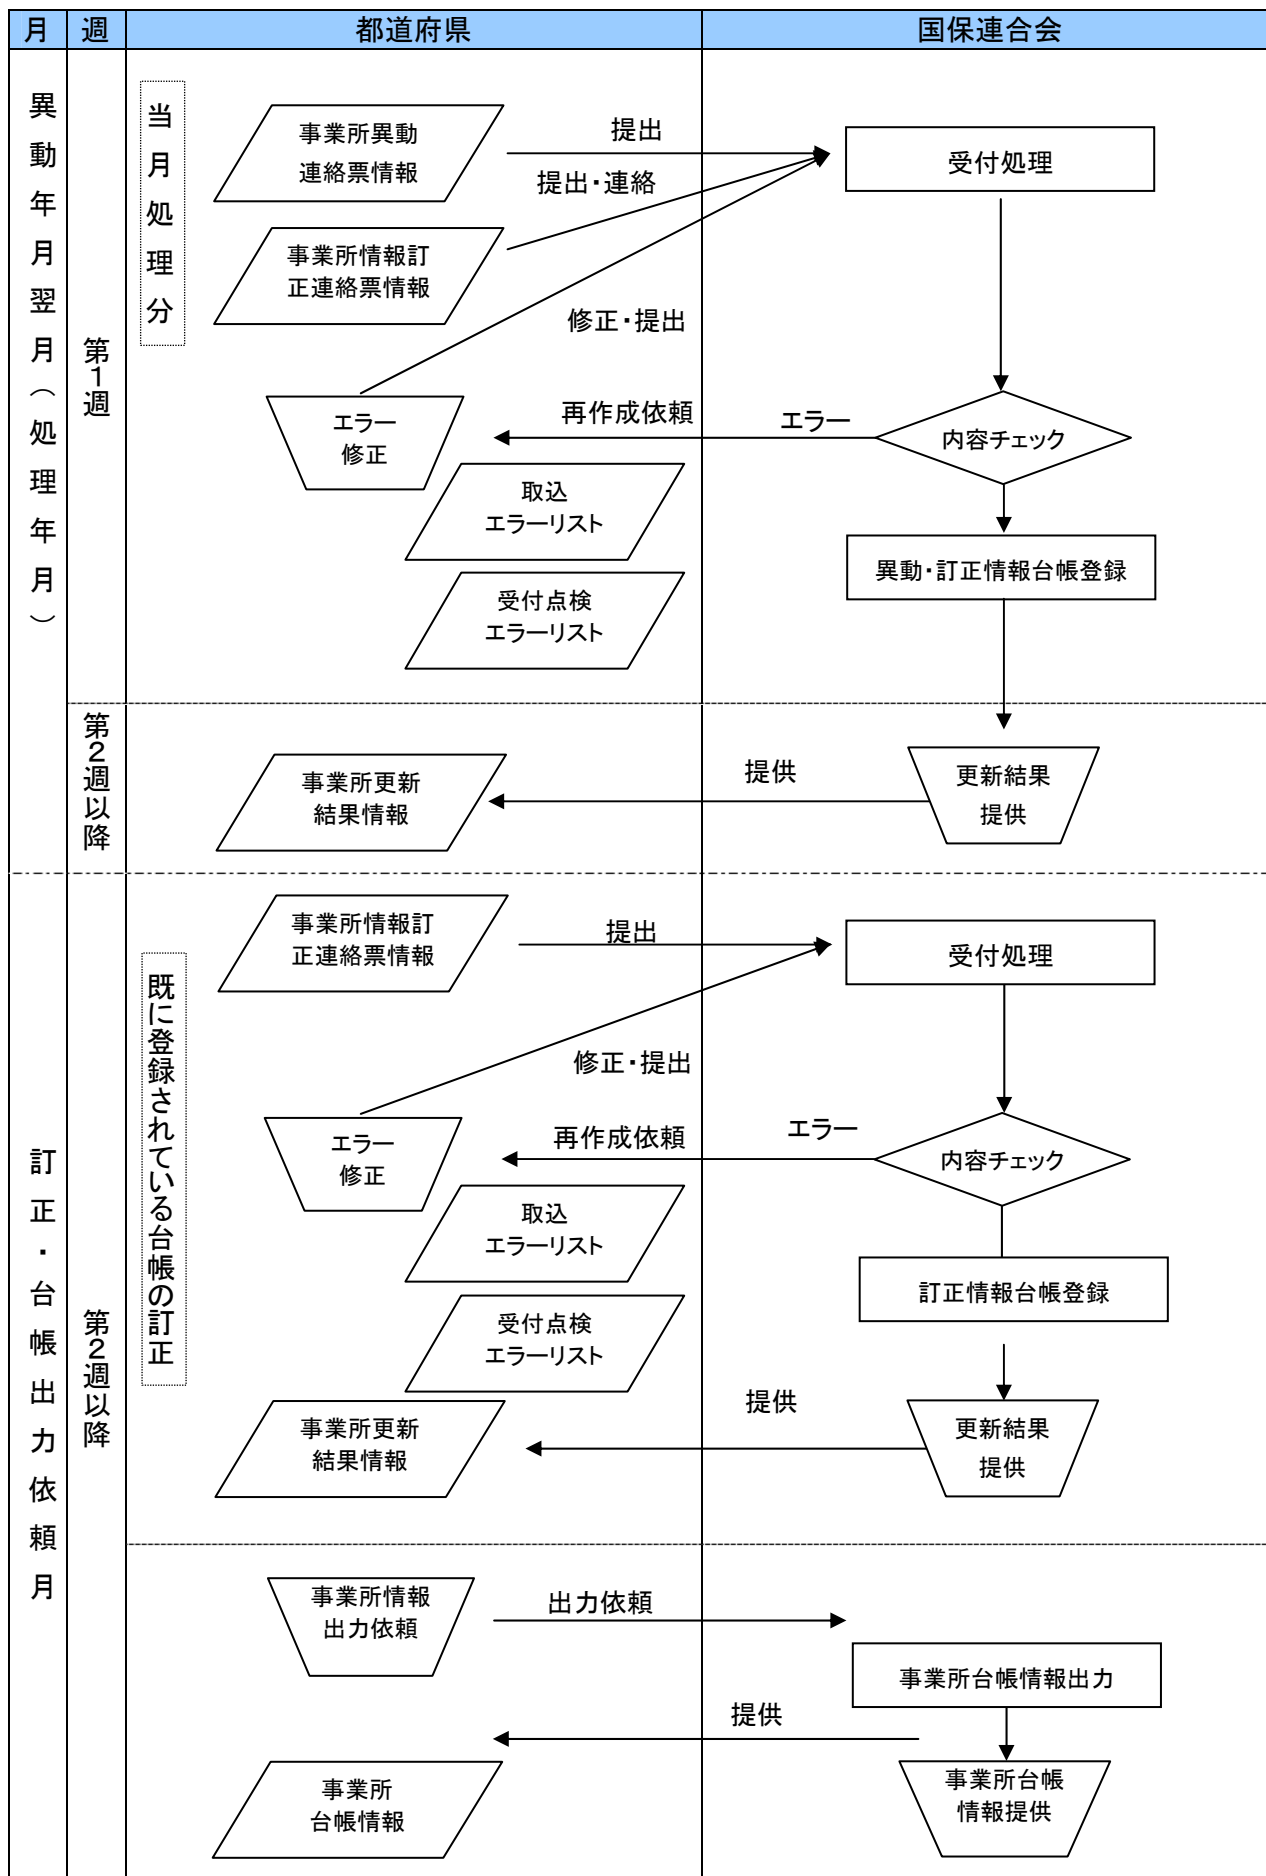 月
週
都道府県
国保連合会
異動年月翌月（処理年月）
第1週
当月処理分
事業所異動
連絡票情報
提出
受付処理
提出・連絡
事業所情報訂
正連絡票情報
修正・提出
エラー
修正
再作成依頼
エラー
内容チェック
取込
エラーリスト
異動・訂正情報台帳登録
受付点検
エラーリスト
第2週以降
事業所更新
結果情報
提供
更新結果
提供
訂正・台帳出力依頼月
第2週以降
既に登録されている台帳の訂正
事業所情報訂
正連絡票情報
提出
受付処理
修正・提出
エラー
修正
再作成依頼
エラー
内容チェック
取込
エラーリスト
訂正情報台帳登録
受付点検
エラーリスト
事業所更新
結果情報
提供
更新結果
提供
事業所情報
出力依頼
出力依頼
事業所台帳情報出力
提供
事業所
台帳情報
事業所台帳
情報提供